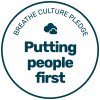 BREATHE CULTURE PLEDGE
Putting
people
first